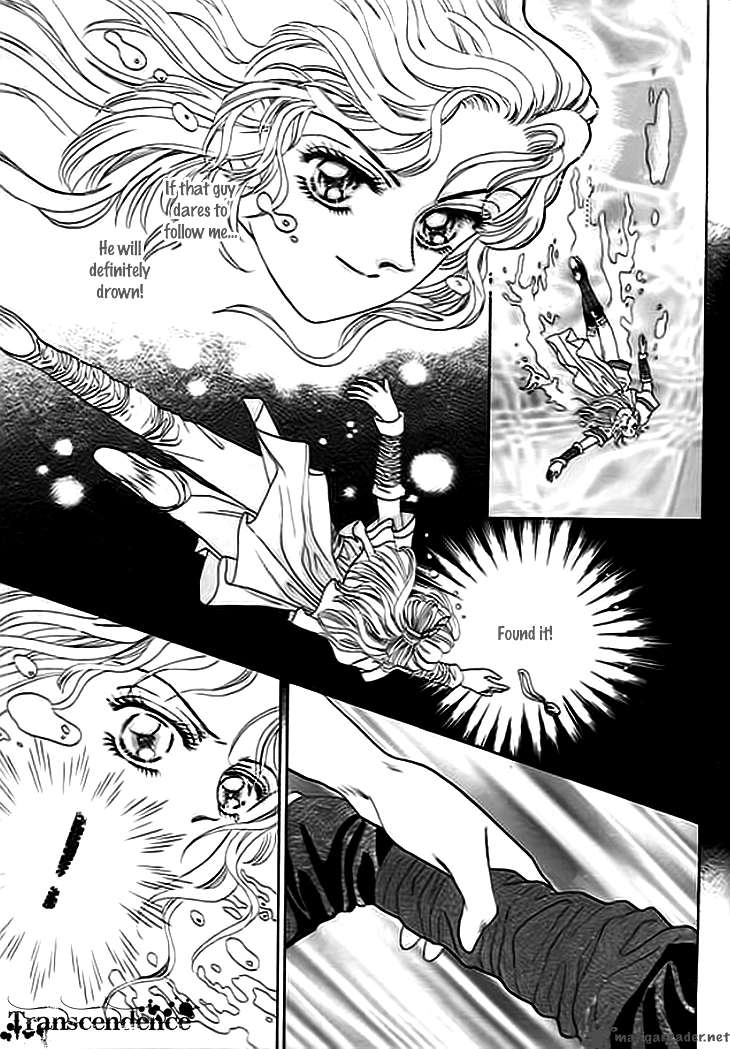 If that guy
dares to
follow me...
He will
definitely
drown!
Found it!
Transcendence
mangareader.net